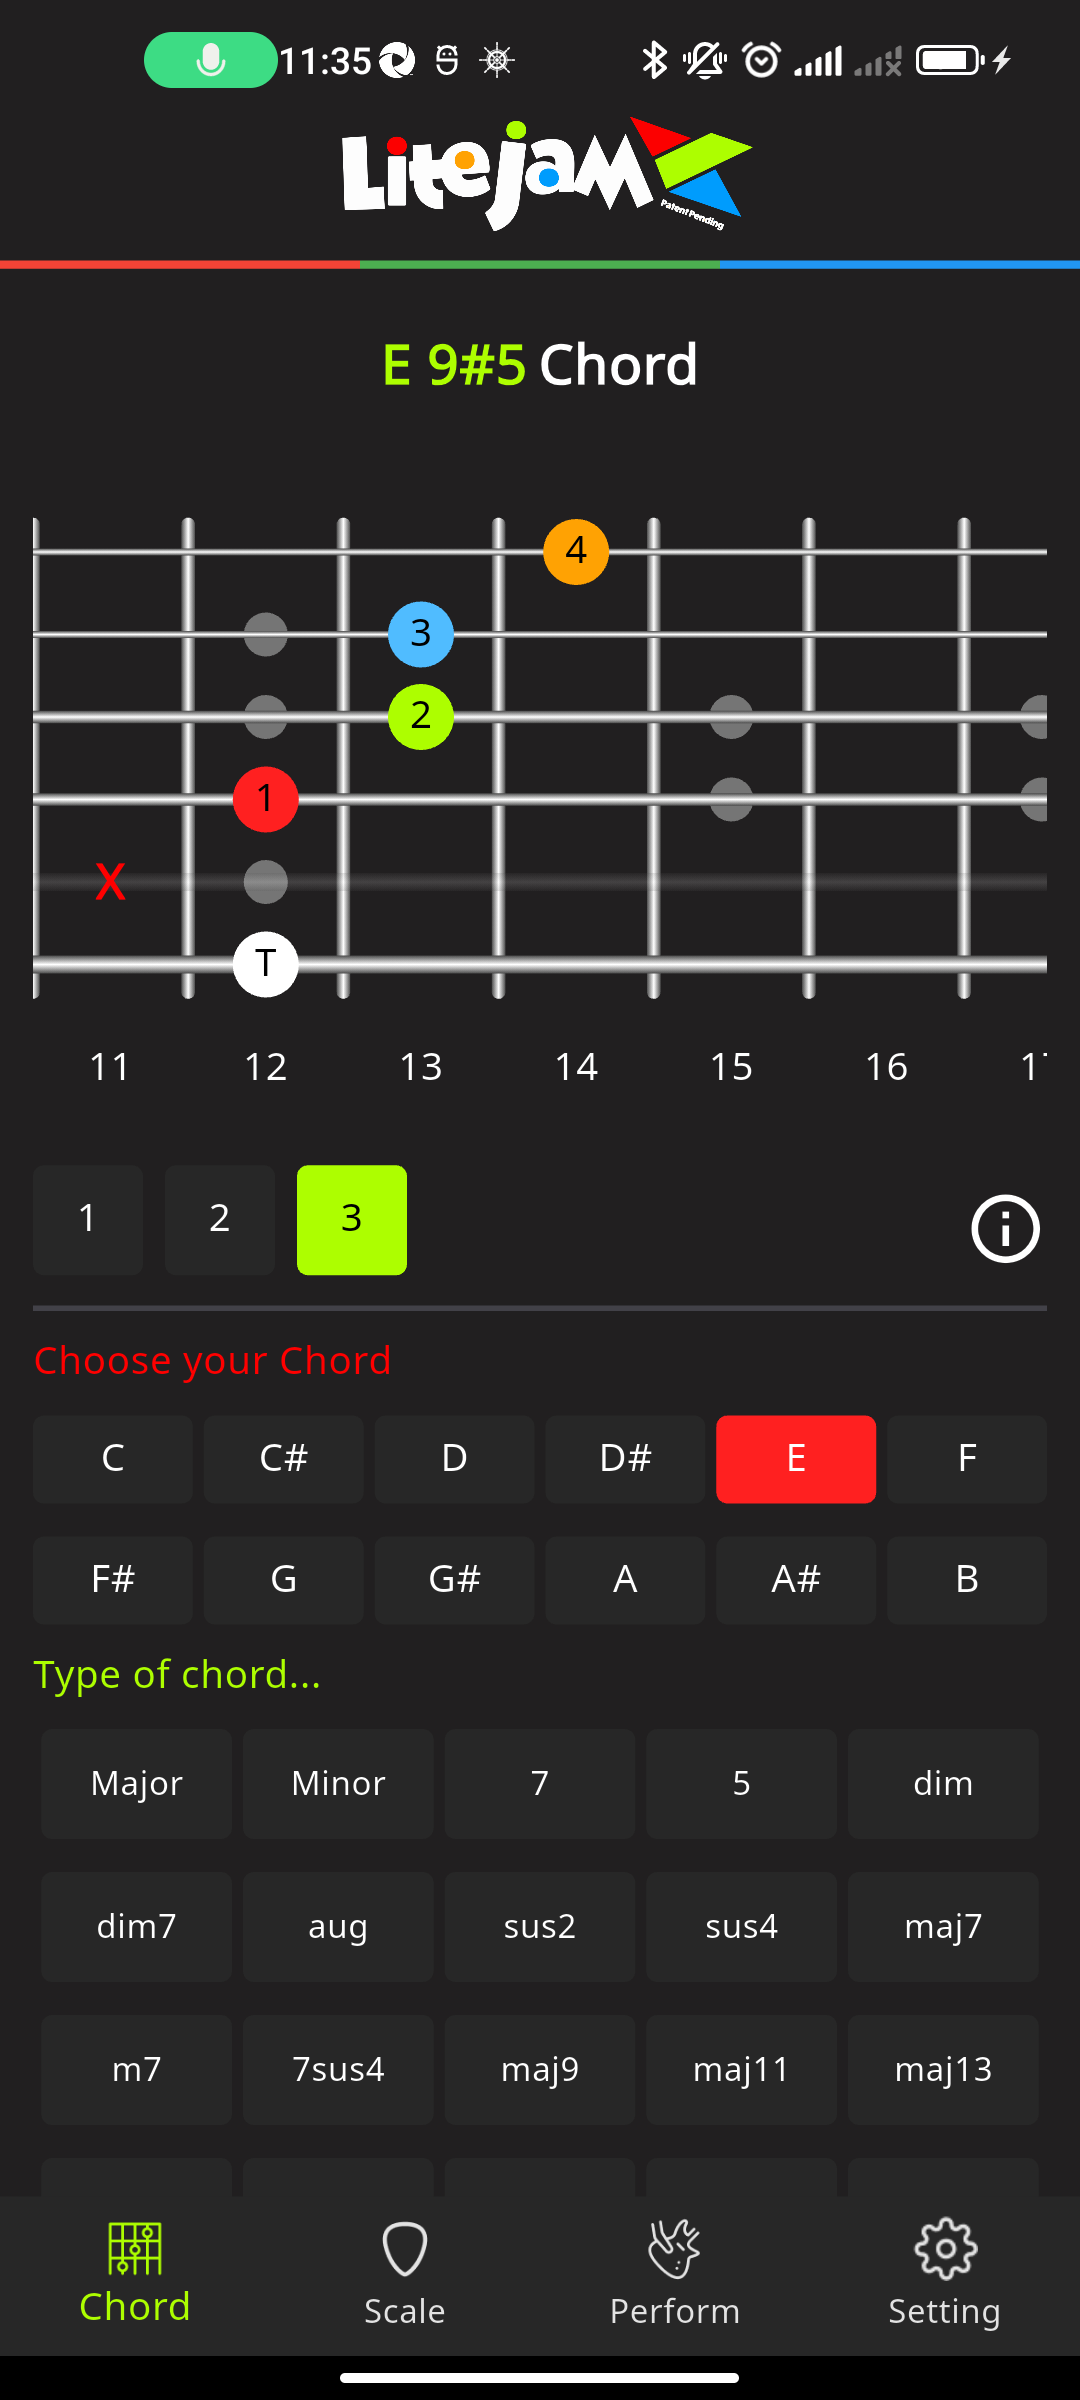 11:35
Litejam
Patent Pending
E 9#5 Chord
4
3
2
1
X
T
11 12 13 14 15 16
1 2 3
Choose your Chord
C C# D D# E F
F# G G# A A# B
Type of chord...
Major Minor 7 5 dim
dim7 aug sus2 sus4 maj7
m7 7sus4 maj9 maj11 maj13
Chord Scale Perform Setting